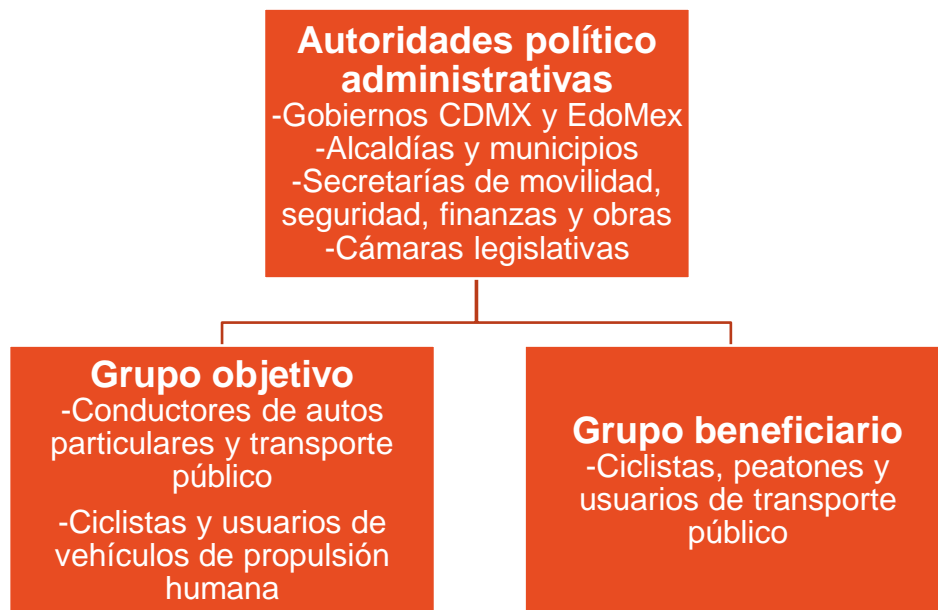 Autoridades político
administrativas
-Gobiernos CDMX y EdoMex
-Alcaldías y municipios
-Secretarías de movilidad,
seguridad, finanzas y obras
-Cámaras legislativas
Grupo objetivo
-Conductores de autos
particulares y transporte
público
-Ciclistas y usuarios de
vehículos de propulsión
humana
Grupo beneficiario
-Ciclistas, peatones y
usuarios de transporte
público